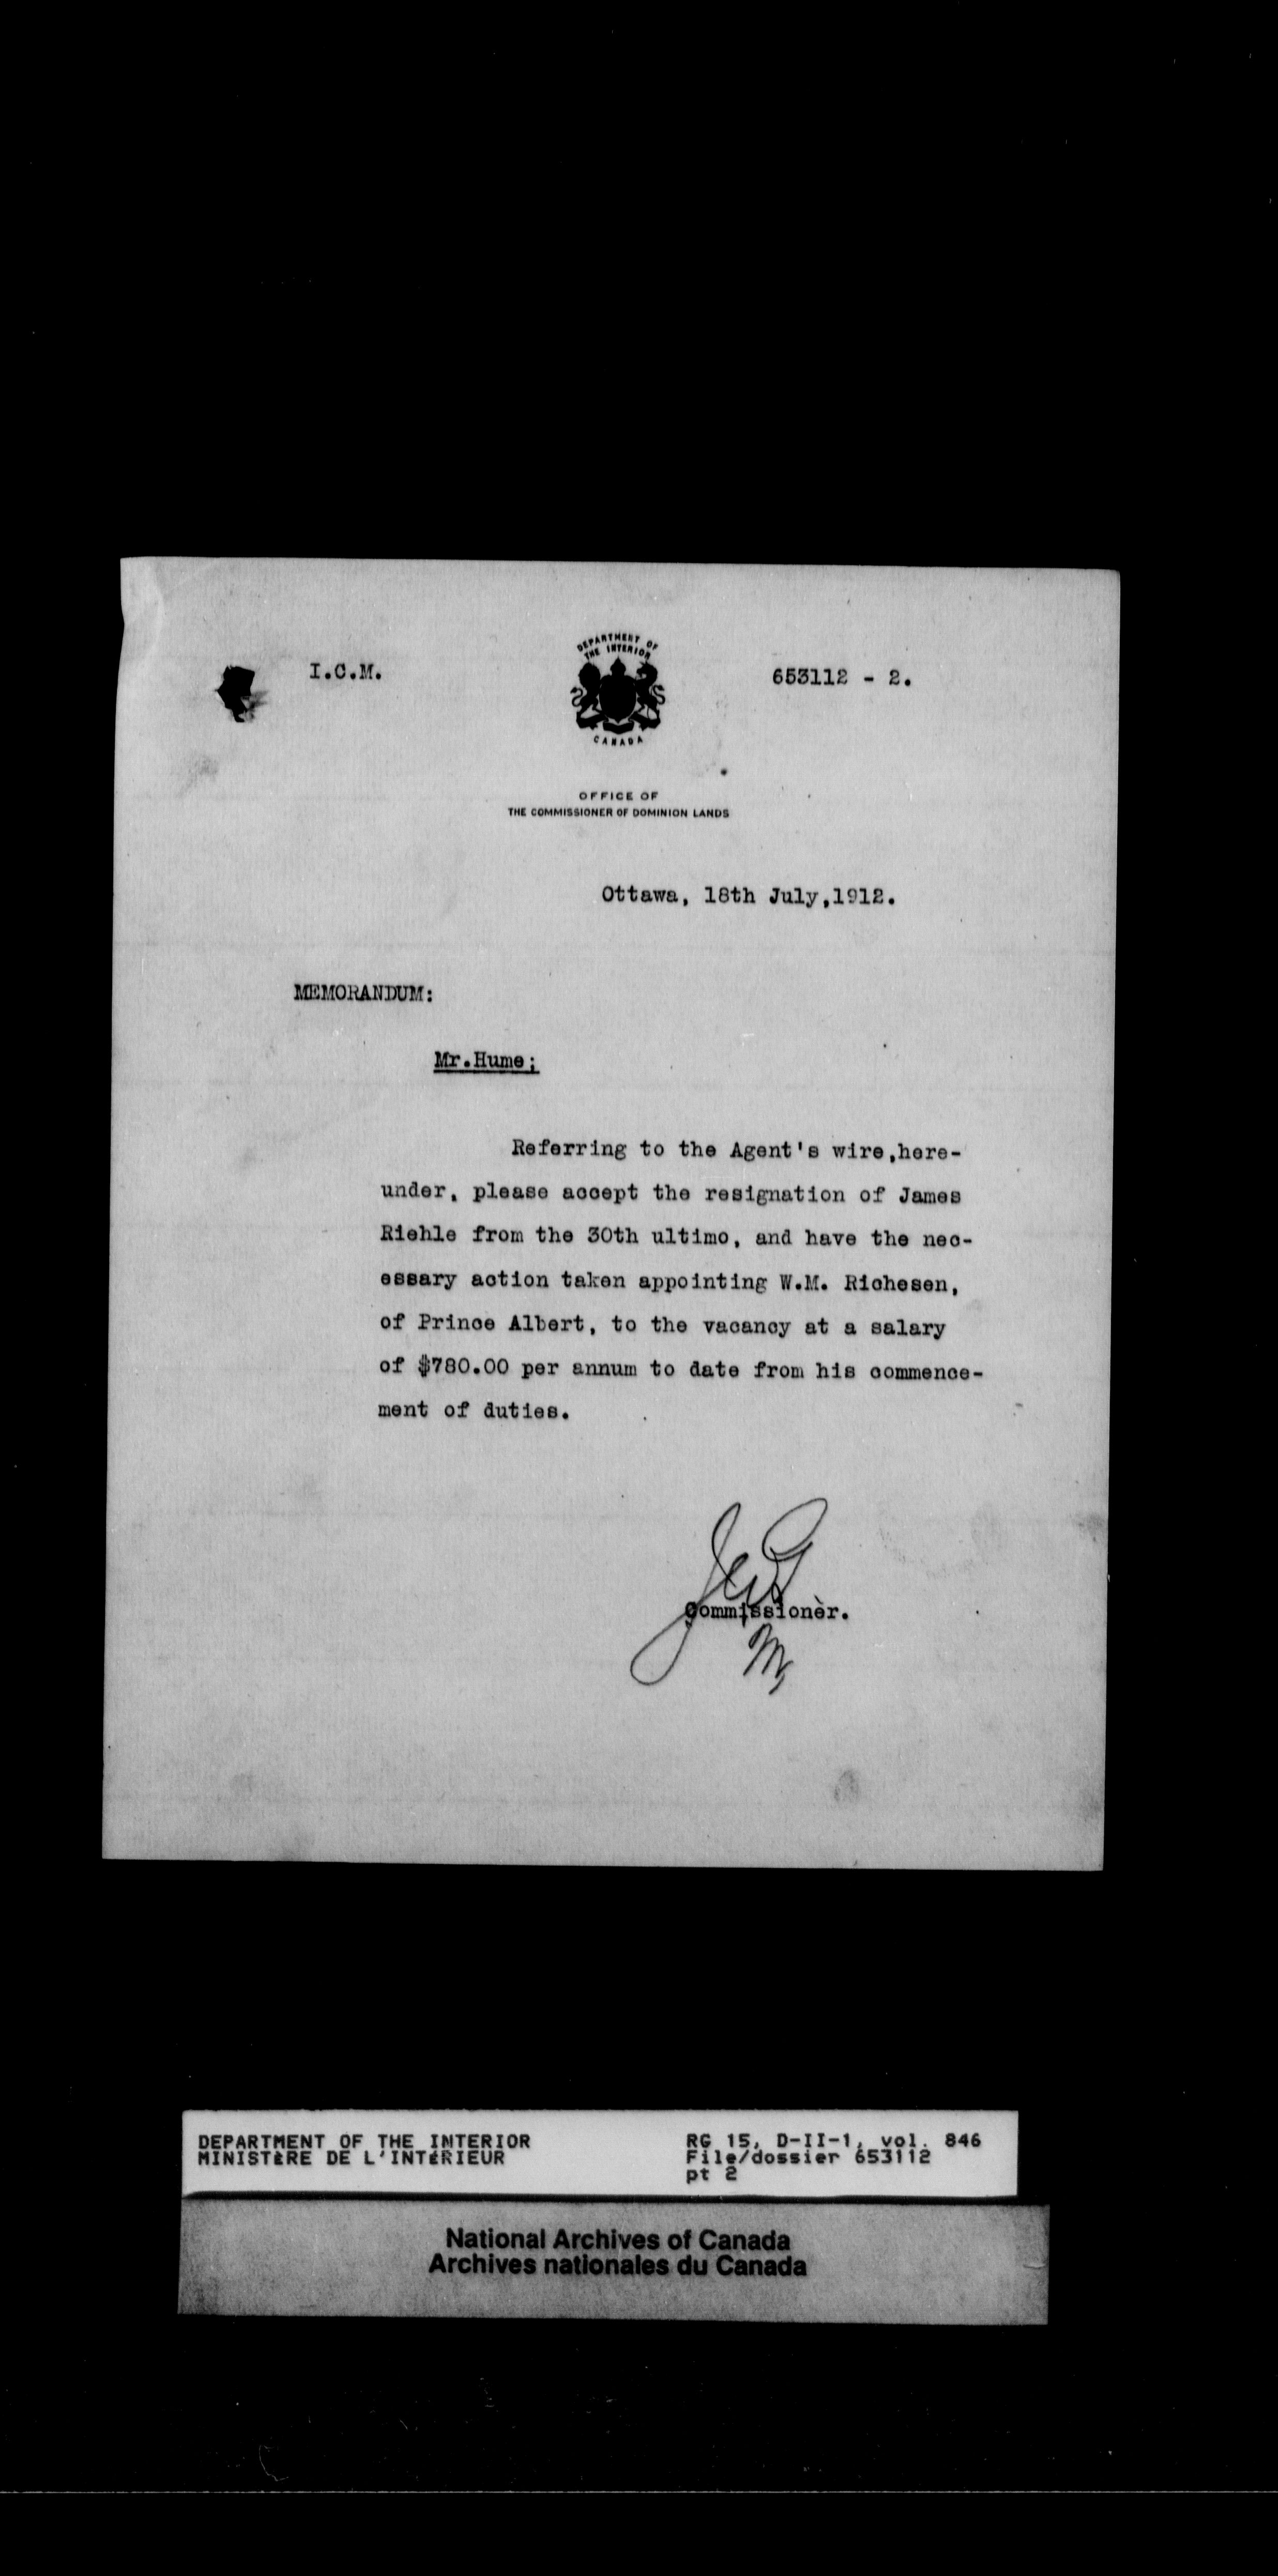 I.C.M.
DEPARTMENT OF
THE INTERIOR
CANADA
653112 - 2.
OFFICE OF
THE COMMISSIONER OF DOMINION LANDS
Ottawa, 18th July,1912.
MEMORANDUM:
Mr.Hume;
Referring to the Agent's wire,here-
under, please accept the resignation of James
Riehle from the 30th ultimo, and have the nec-
essary action taken appointing W.M. Richesen,
of Prince Albert, to the vacancy at a salary
of $780.00 per annum to date from his commence-
ment of duties.
Commissioner.
DEPARTMENT OF THE INTERIOR
MINISTÈRE DE L'INTÉRIEUR
RG 15, D-II-1, vol. 846
File/dossier 653112
pt 2
National Archives of Canada
Archives nationales du Canada